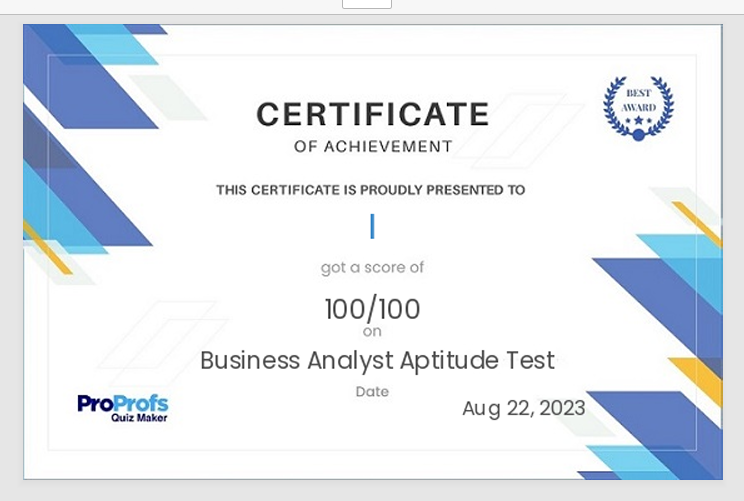 BEST
AWARD
CERTIFICATE
OF ACHIEVEMENT
THIS CERTIFICATE IS PROUDLY PRESENTED TO
got a score of
100/100
on
Business Analyst Aptitude Test
Date
Aug 22, 2023
ProProfs
Quiz Maker